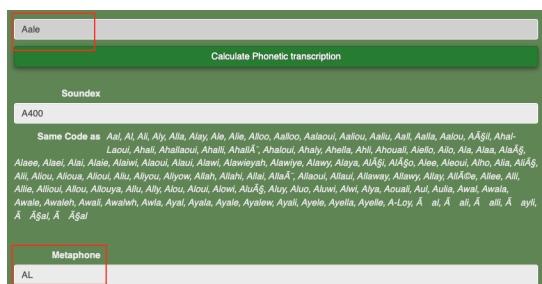 Aale
Calculate Phonetic transcription
Soundex
A400
Same Code as Aal, Al, Ali, Aly, Alla, Alay, Ale, Alie, Alloo, Aalloo, Aalaoui, Aaloui, Aaliu, Aall, Aalla, Aalou, AÃ§il, Ahal-
Laoui, Ahali, Ahallaoui, Ahalli, AhallÃ¯, Ahaloui, Ahaly, Ahella, Ahli, Ahouali, Aiello, Ailo, Ala, Alaa, AlaÃ§,
Alaee, Alaei, Alai, Alaie, Alaiwi, Alaoui, Alaui, Alawi, Alawieyah, Alawiye, Alawy, Alaya, AlÃ§i, AlÃ§o, Alee, Aleoui, Alho, Alia, AliÃ§,
Alii, Aliou, Alioua, Alioui, Aliu, Aliyou, Aliyow, Allah, Allahi, Allai, AllaÃ¯, Allaoui, Allaui, Allaway, Allawy, Allay, AllÃ©e, Allee, Alli,
Allie, Allioui, Allou, Allouya, Allu, Ally, Alou, Aloui, Alowi, AluÃ§, Aluy, Aluo, Aluwi, Alwi, Alya, Aouali, Aul, Aulia, Awal, Awala,
Awale, Awaleh, Awali, Awalwh, Awla, Ayal, Ayala, Ayale, Ayalew, Ayali, Ayele, Ayella, Ayelle, A-Loy, Ã al, Ã ali, Ã alli, Ã ayli,
Ã Ã§al, Ã Ã§al
Metaphone
AL